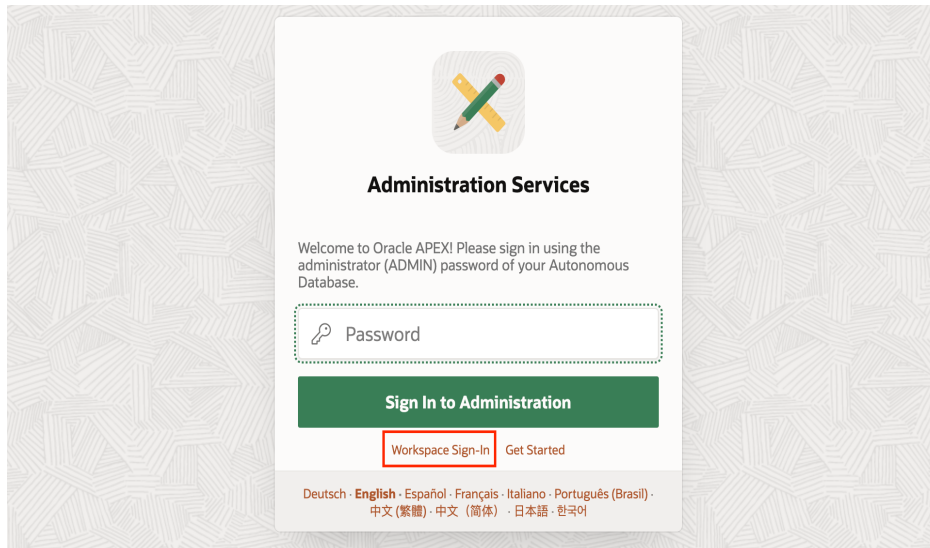 Administration Services
Welcome to Oracle APEX! Please sign in using the
administrator (ADMIN) password of your Autonomous
Database.
Password
Sign In to Administration
Workspace Sign-In Get Started
Deutsch · English · Español · Français · Italiano · Português (Brasil) ·
中文 (繁體) · 中文（简体） · 日本語 · 한국어